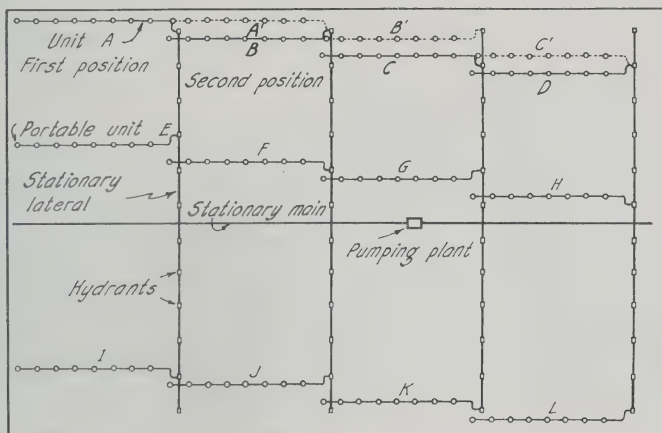 Unit A
First position
A'
B
B'
C
C'
D
Second position
Portable unit E
F
G
H
Stationary
lateral
Stationary main
Pumping plant
Hydrants
I
J
K
L